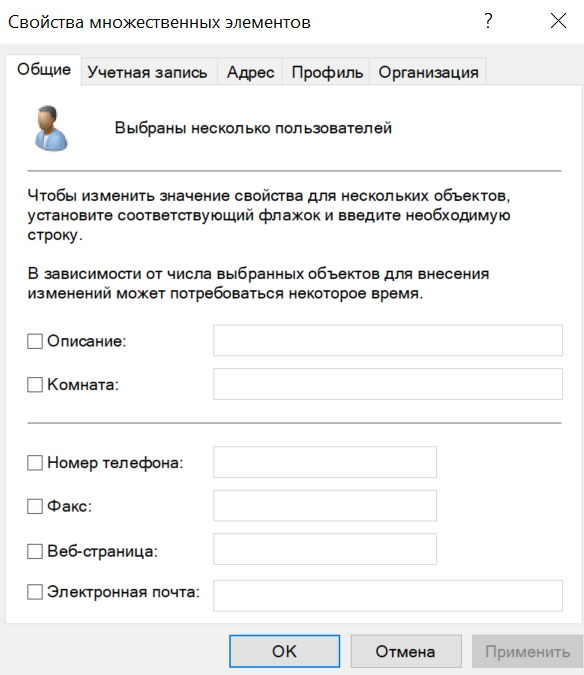 Свойства множественных элементов
?
Общие Учетная запись Адрес Профиль Организация
Выбраны несколько пользователей
Чтобы изменить значение свойства для нескольких объектов,
установите соответствующий флажок и введите необходимую
строку.
В зависимости от числа выбранных объектов для внесения
изменений может потребоваться некоторое время.
Описание:
Комната:
Номер телефона:
Факс:
Веб-страница:
Электронная почта:
OK Отмена Применить